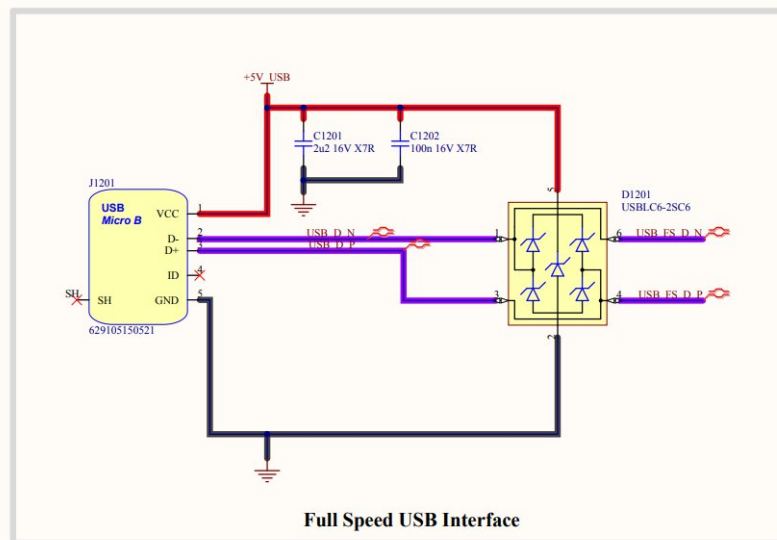 +5V_USB
C1201
2u2 16V X7R
C1202
100n 16V X7R
J1201
USB
Micro B
VCC
1
D-
2
USB_D_N
D+
3
USB_D_P
ID
4
SH
SH
GND
5
629105150521
D1201
USBLC6-2SC6
5
1
6
USB_FS_D_N
3
4
USB_FS_D_P
2
Full Speed USB Interface